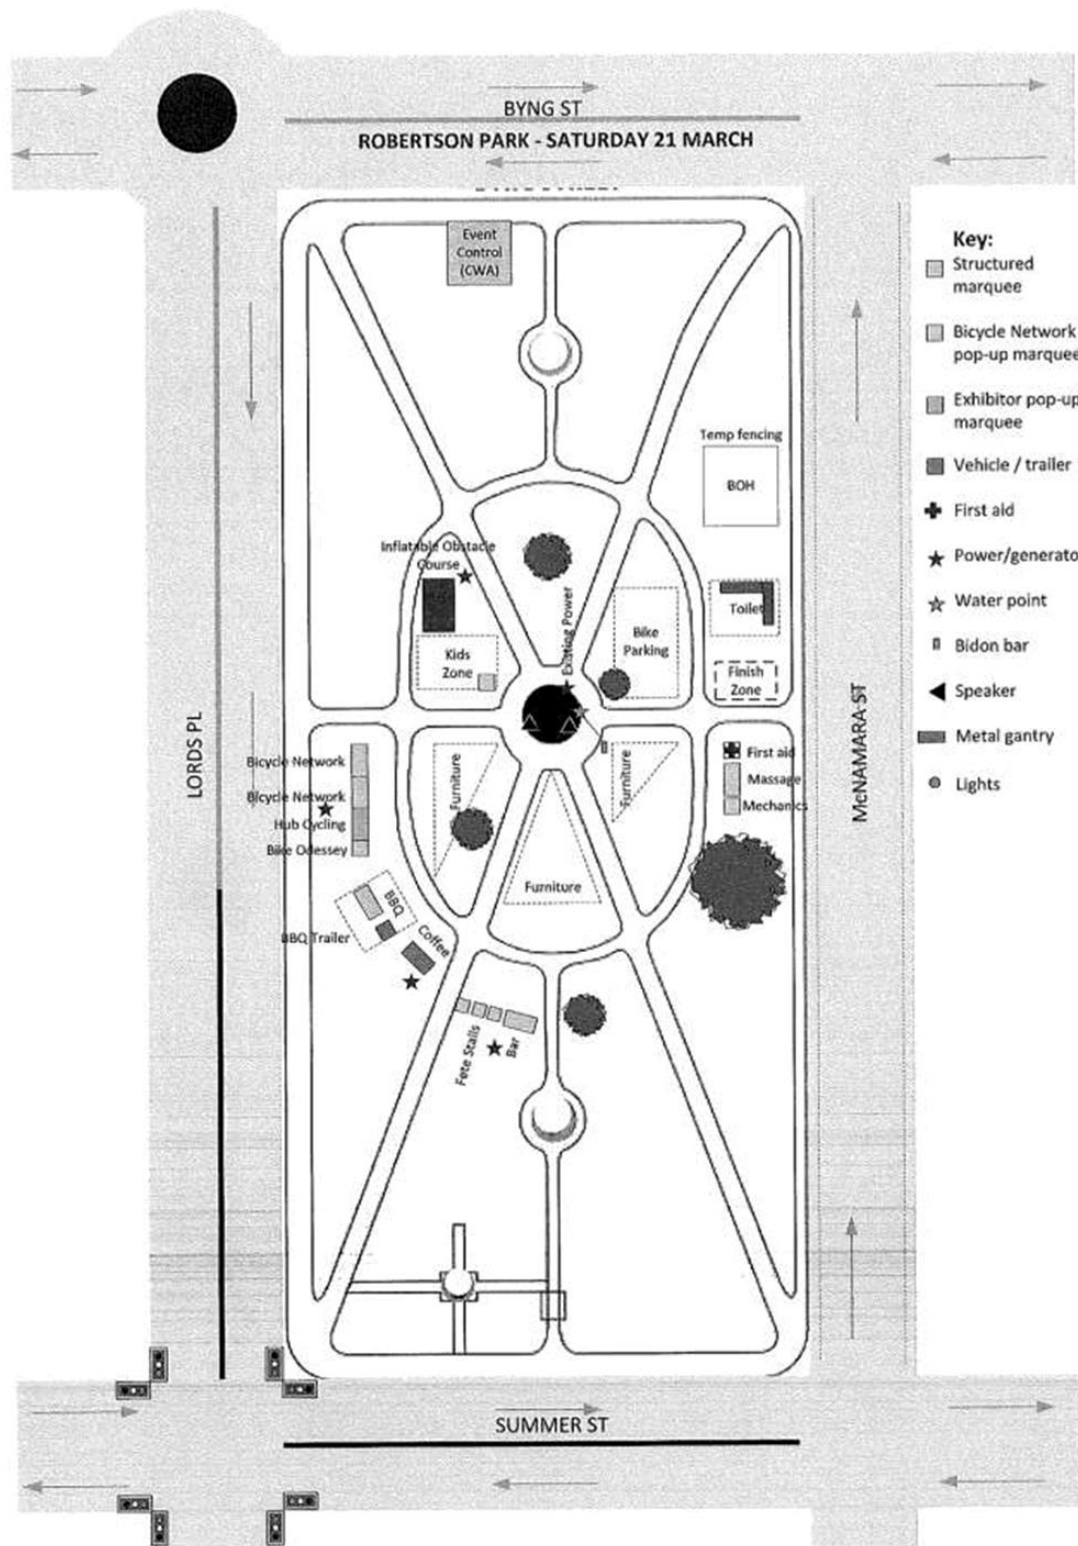 BYNG ST
ROBERTSON PARK - SATURDAY 21 MARCH
Event
Control
(CWA)
Key:
Structured
marquee
Bicycle Network
pop-up marquee
Exhibitor pop-up
marquee
Vehicle / trailer
First aid
Power/generato
Water point
Bidon bar
Speaker
Metal gantry
Lights
Temp fencing
BOH
Inflatable Obstacle
Course
Existing Power
Kids
Zone
Bike
Parking
Toilet
Finish
Zone
LORDS PL
McNAMARA ST
Bicycle Network
Bicycle Network
Hub Cycling
Bike Odessey
Furniture
Furniture
Furniture
First aid
Massage
Mechanics
BBQ
BBQ Trailer
Coffee
Fete Stalls
Bar
SUMMER ST